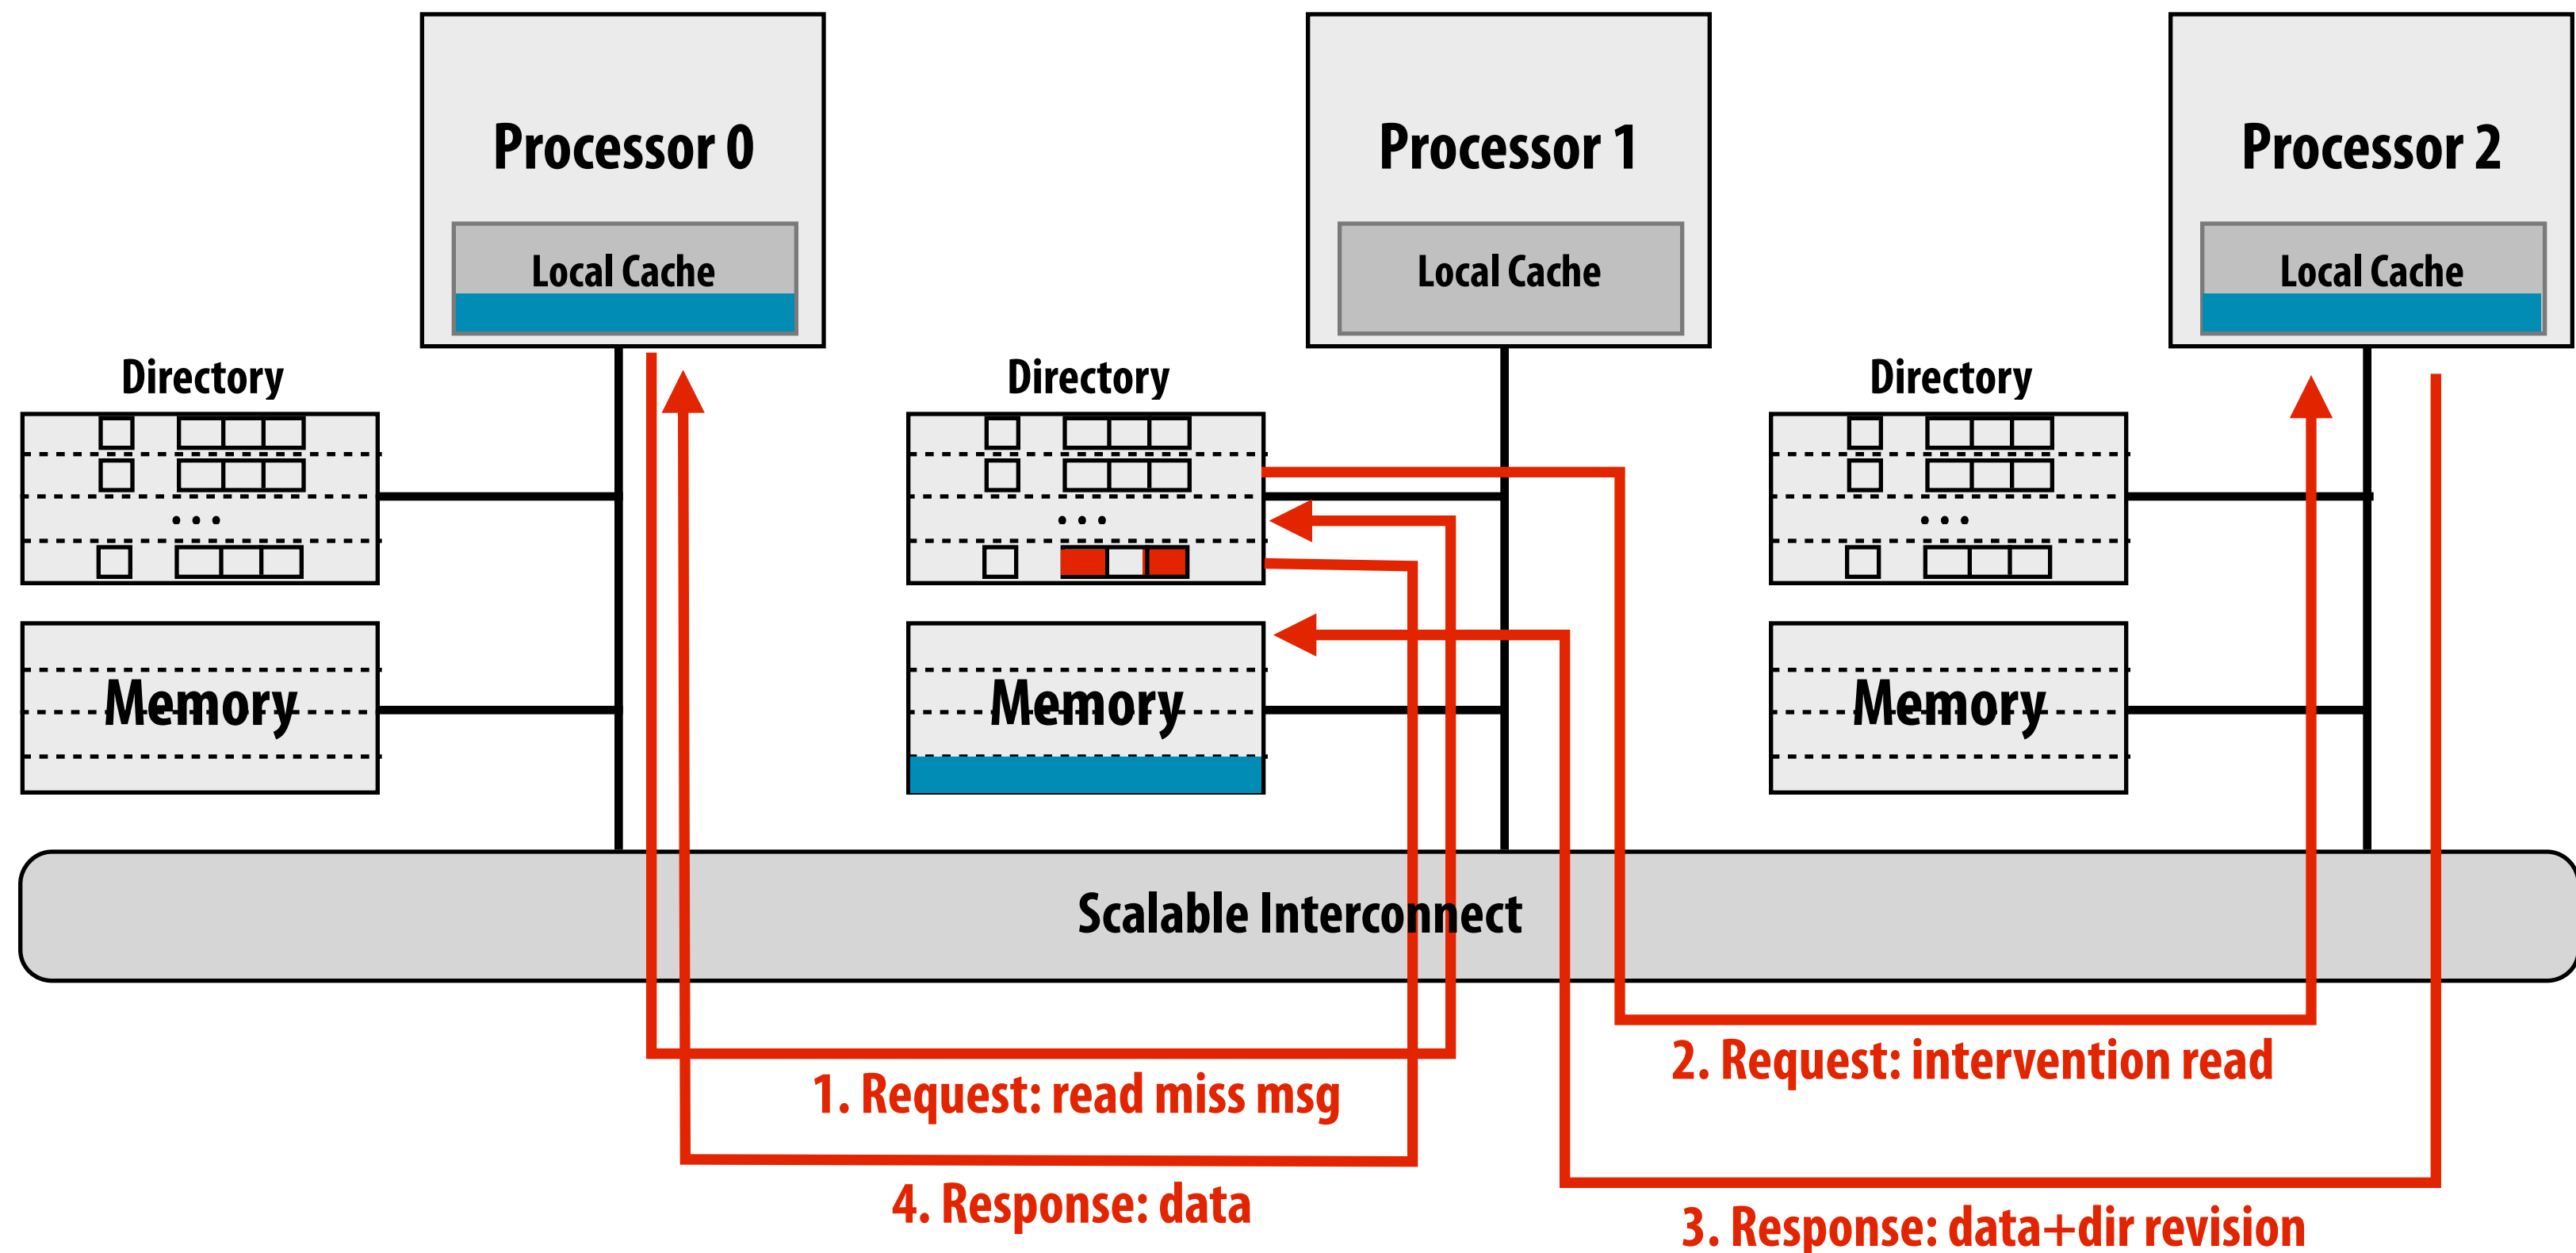 Processor 0
Processor 1
Processor 2
Local Cache
Local Cache
Local Cache
Directory
Directory
Directory
...
...
...
Memory
Memory
Memory
Scalable Interconnect
1. Request: read miss msg
2. Request: intervention read
4. Response: data
3. Response: data+dir revision